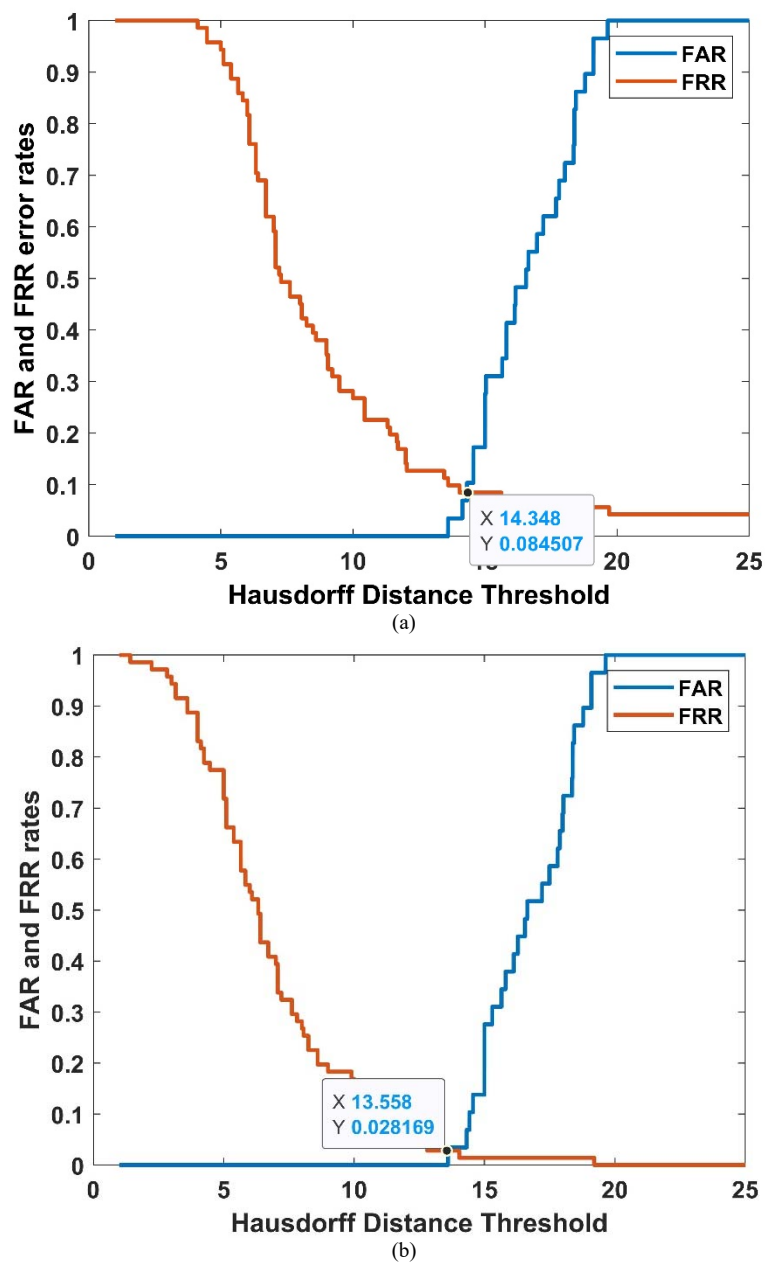 1
0.9
0.8
0.7
0.6
0.5
0.4
0.3
0.2
0.1
0
FAR and FRR error rates
FAR
FRR
X 14.348
Y 0.084507
0 5 10 15 20 25
Hausdorff Distance Threshold
(a)
1
0.9
0.8
0.7
0.6
0.5
0.4
0.3
0.2
0.1
0
FAR and FRR rates
FAR
FRR
X 13.558
Y 0.028169
0 5 10 15 20 25
Hausdorff Distance Threshold
(b)